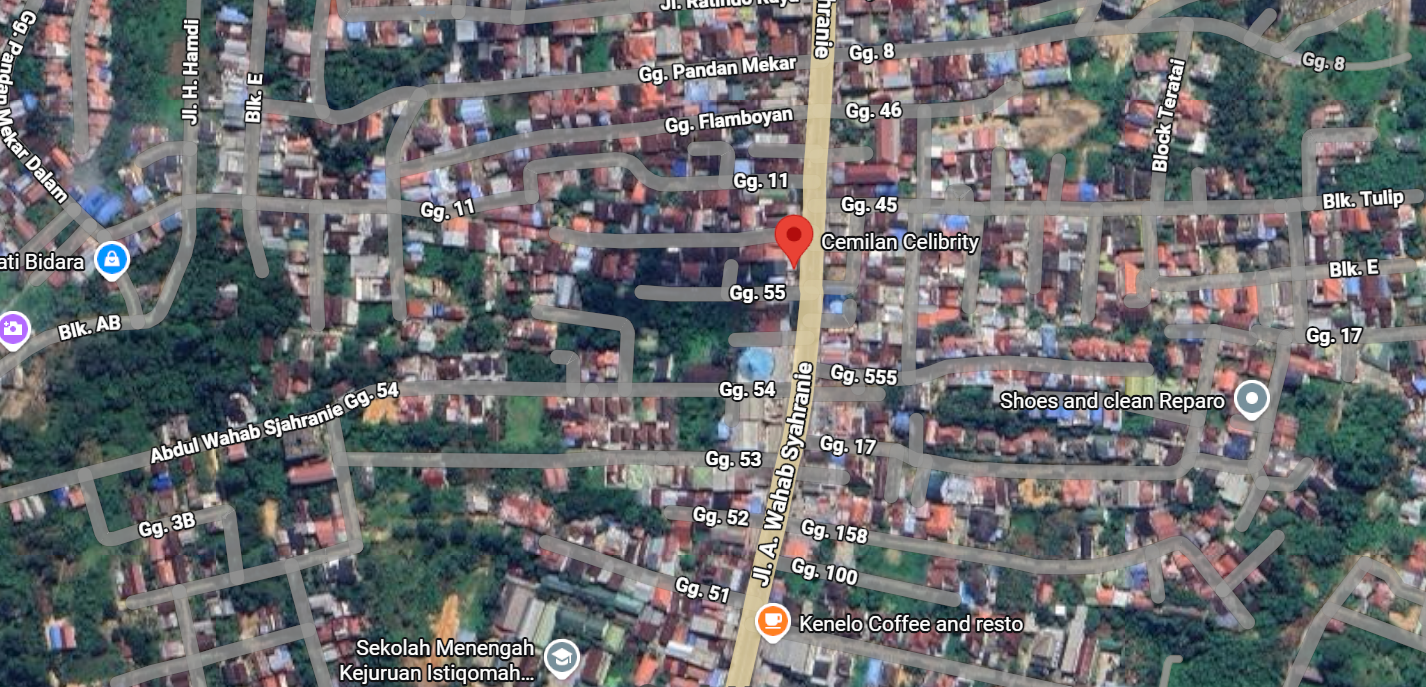 Jl. Ratindo Raya
hranie
Gg. 8
Gg. 8
Gg. Pandan Mekar
Gg. Pandan Mekar Dalam
Jl. H. Hamdi
Blk. E
Gg. Flamboyan
Gg. 46
Block Teratai
Gg. 11
Gg. 11
Gg. 45
Blk. Tulip
Cemilan Celibrity
ati Bidara
Blk. E
Gg. 55
Blk. AB
Gg. 17
Gg. 54
Gg. 555
Abdul Wahab Sjahranie Gg. 54
Shoes and clean Reparo
Jl. A. Wahab Syahranie
Gg. 17
Gg. 53
Gg. 52
Gg. 3B
Gg. 158
Gg. 100
Gg. 51
Kenelo Coffee and resto
Sekolah Menengah
Kejuruan Istiqomah...